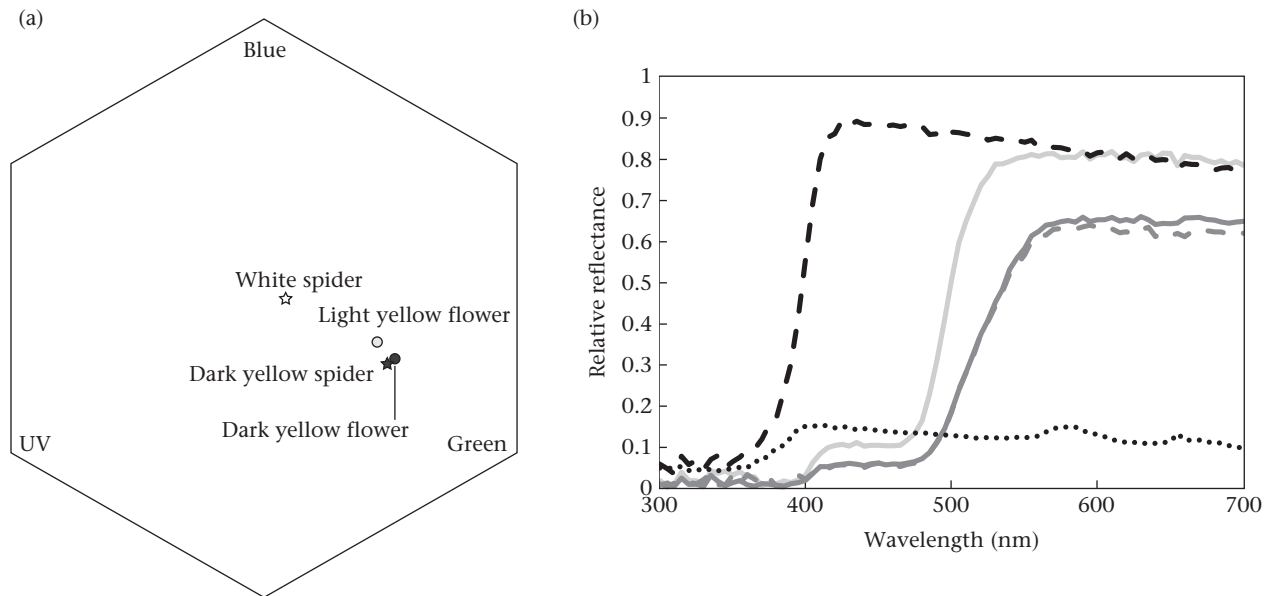 (a)
Blue
White spider
Light yellow flower
Dark yellow spider
Dark yellow flower
UV
Green
(b)
1
0.9
0.8
0.7
0.6
0.5
0.4
0.3
0.2
0.1
0
Relative reflectance
300
400
500
600
700
Wavelength (nm)